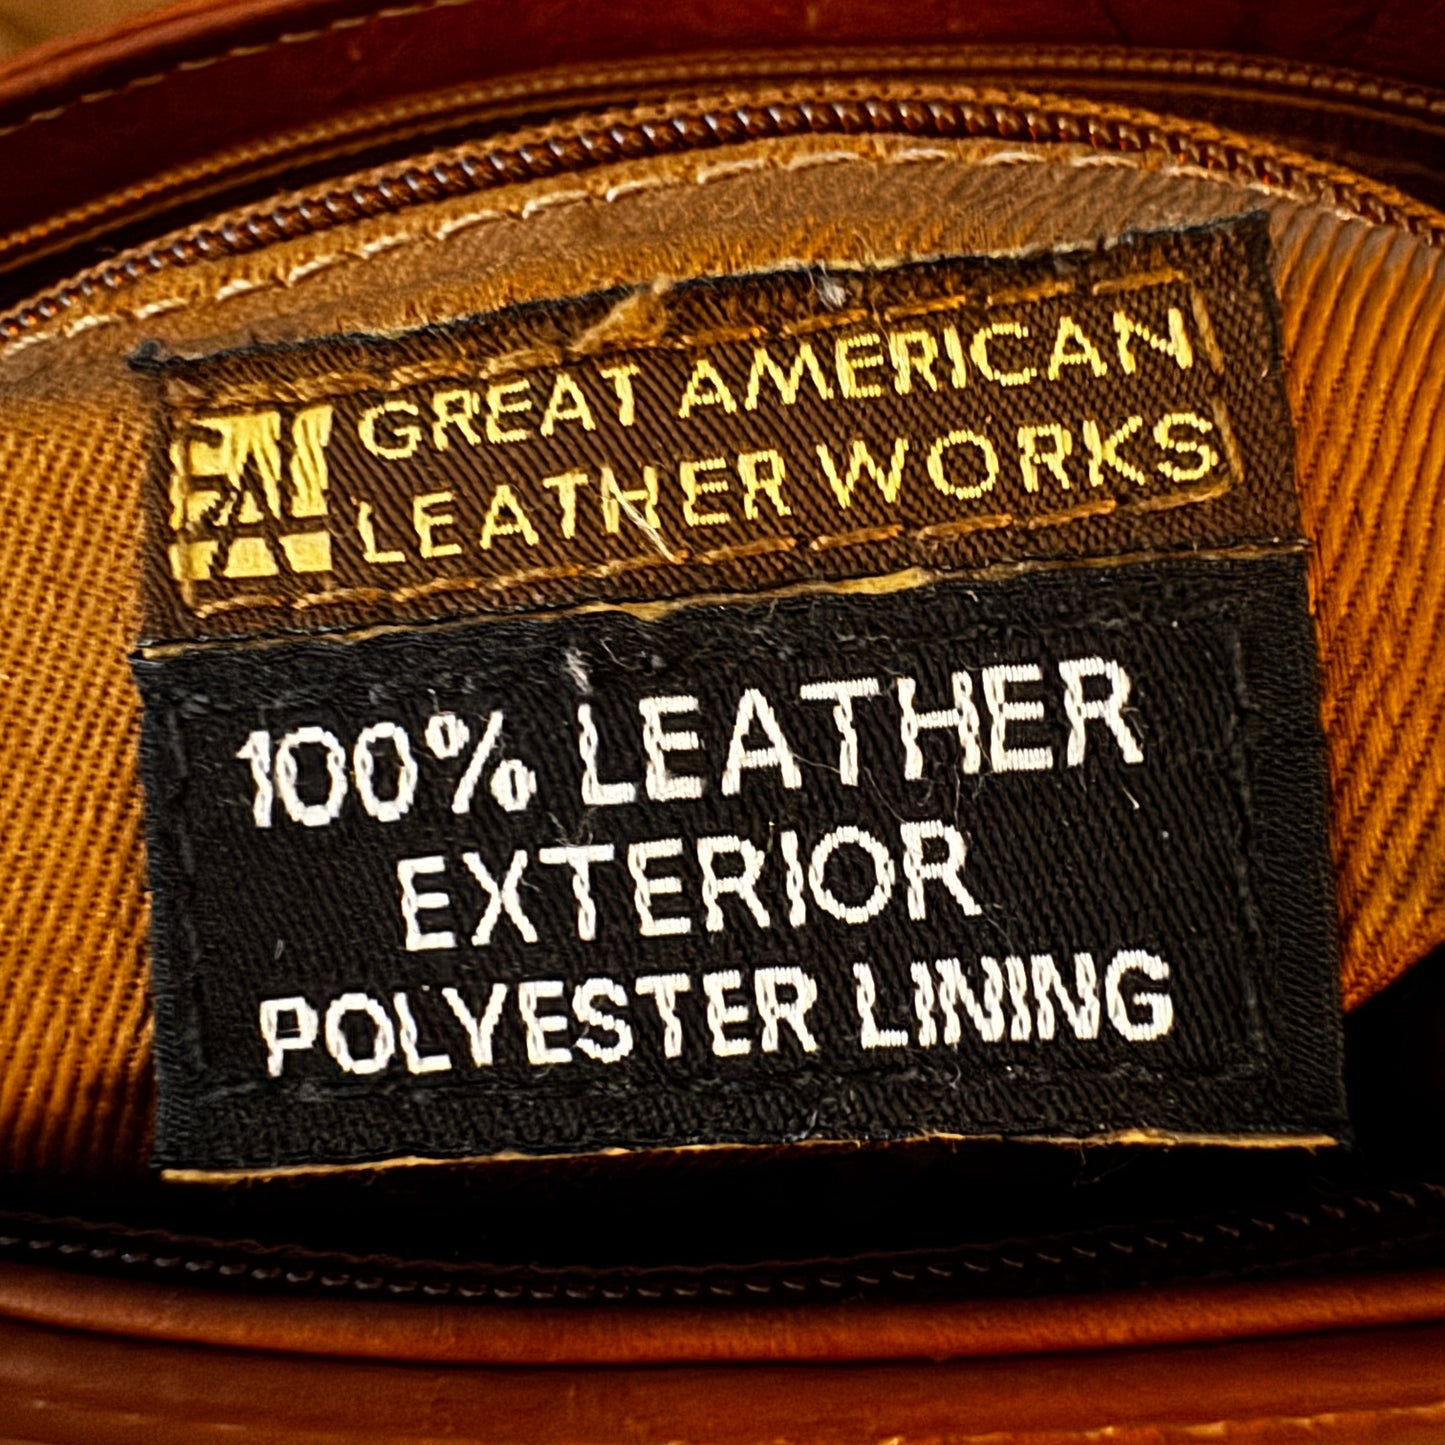 GREAT AMERICAN
LEATHER WORKS
100% LEATHER
EXTERIOR
POLYESTER LINING